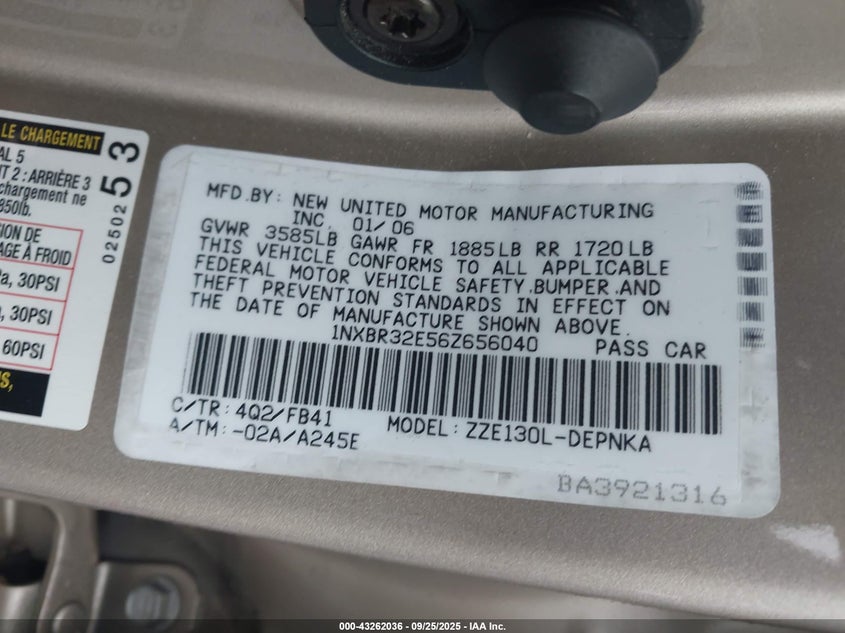 LE CHARGEMENT
AL 5
T 2 : ARRIÈRE 3
chargement ne
850lb.
ION DE
AGE À FROID
a, 30PSI
, 30PSI
60PSI
02502
53
MFD.BY: NEW UNITED MOTOR MANUFACTURING
INC. 01/06
GVWR 3585LB GAWR FR 1885LB RR 1720LB
THIS VEHICLE CONFORMS TO ALL APPLICABLE
FEDERAL MOTOR VEHICLE SAFETY.BUMPER.AND
THEFT PREVENTION STANDARDS IN EFFECT ON
THE DATE OF MANUFACTURE SHOWN ABOVE.
1NXBR32E56Z656040 PASS CAR
C/TR: 4Q2/FB41
A/TM: -02A/A245E
MODEL: ZZE130L-DEPNKA
BA3921316
000-43262036 - 09/25/2025 - IAA Inc.